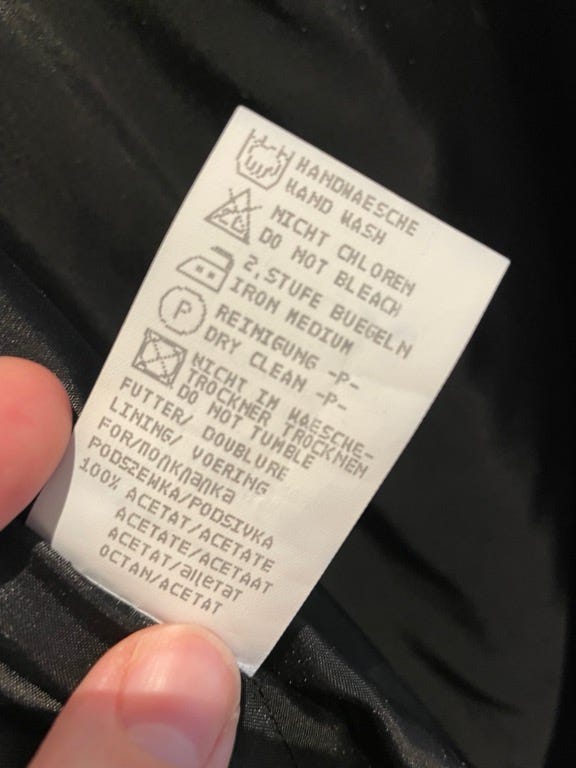 HANDWAESCHE
HAND WASH
NICHT CHLOREN
DO NOT BLEACH
2.STUFE BUEGELN
IRON MEDIUM
P
REINIGUNG -P-
DRY CLEAN -P-
NICHT IM WAESCHE-
TROCKNER TROCKNEN
DO NOT TUMBLE
FUTTER/ DOUBLURE
LINING/ VOERING
FOR/ПОПКЛАПКА
PODSZEWKA/PODSIVKA
100% ACETAT/ACETATE
ACETATE/ACETAAT
ACETAT/аllетат
OCTAN/ACETAT